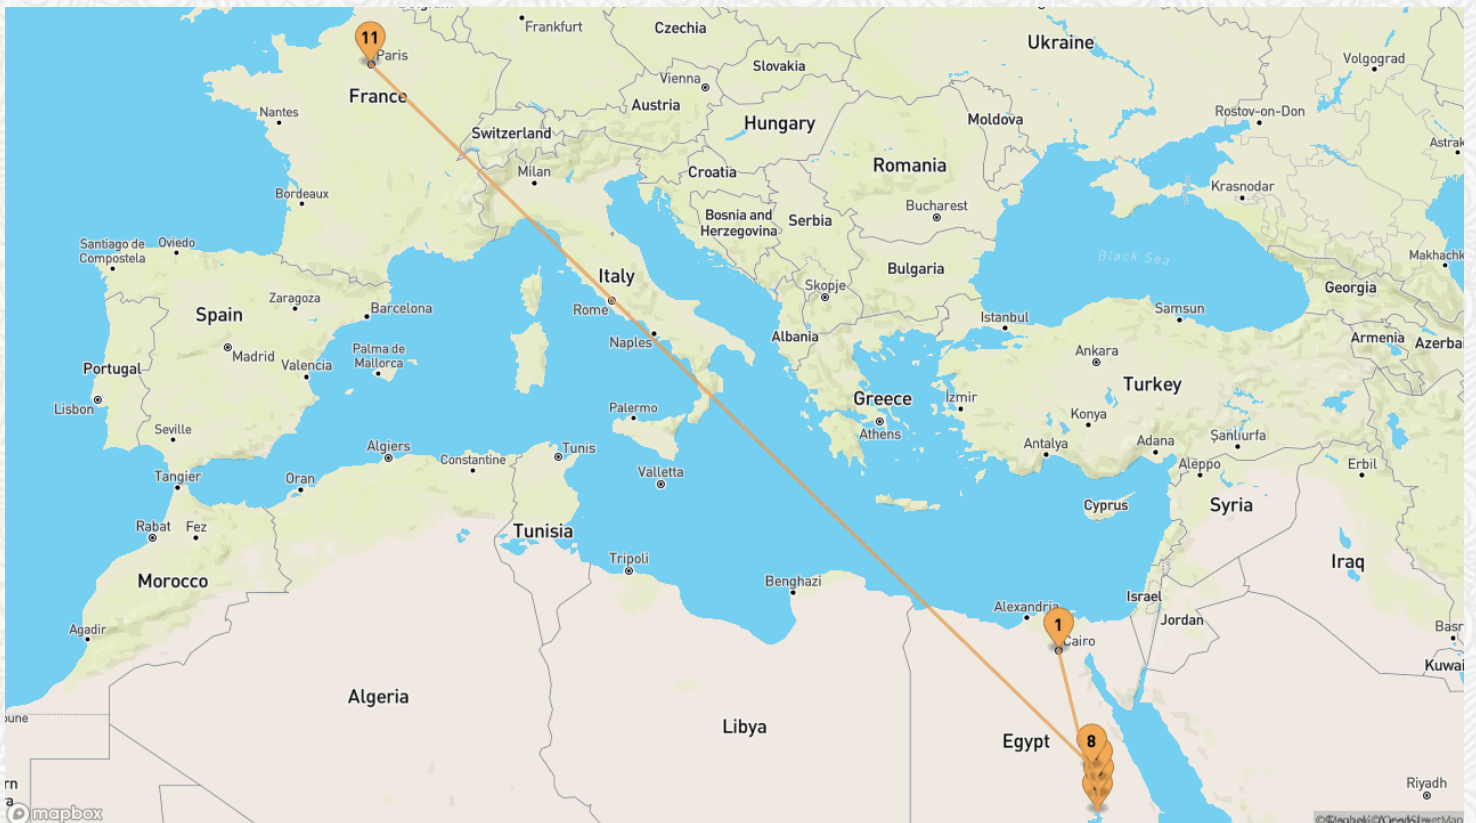 Frankfurt
Czechia
Ukraine
Volgograd
11
Paris
Slovakia
Vienna
France
Austria
Nantes
Hungary
Moldova
Rostov-on-Don
Switzerland
Astrak
Milan
Croatia
Romania
Krasnodar
Bordeaux
Bucharest
Bosnia and
Herzegovina
Serbia
Santiago de
Compostela
Oviedo
Black Sea
Makhachk
Bulgaria
Italy
Skopje
Georgia
Zaragoza
Barcelona
Rome
Spain
Istanbul
Samsun
Albania
Armenia
Azerba
Naples
Madrid
Palma de
Mallorca
Ankara
Portugal
Valencia
Turkey
Greece
İzmir
Lisbon
Palermo
Konya
Seville
Athens
Şanlıurfa
Algiers
Tunis
Antalya
Adana
Constantine
Aleppo
Erbil
Tangier
Oran
Valletta
Cyprus
Syria
Rabat
Fez
Tunisia
Tripoli
Iraq
Morocco
Benghazi
Israel
Alexandria
Jordan
1
Agadir
Basr
Cairo
Kuwai
Algeria
une
Libya
Egypt
8
rn
a
Riyadh
mapbox